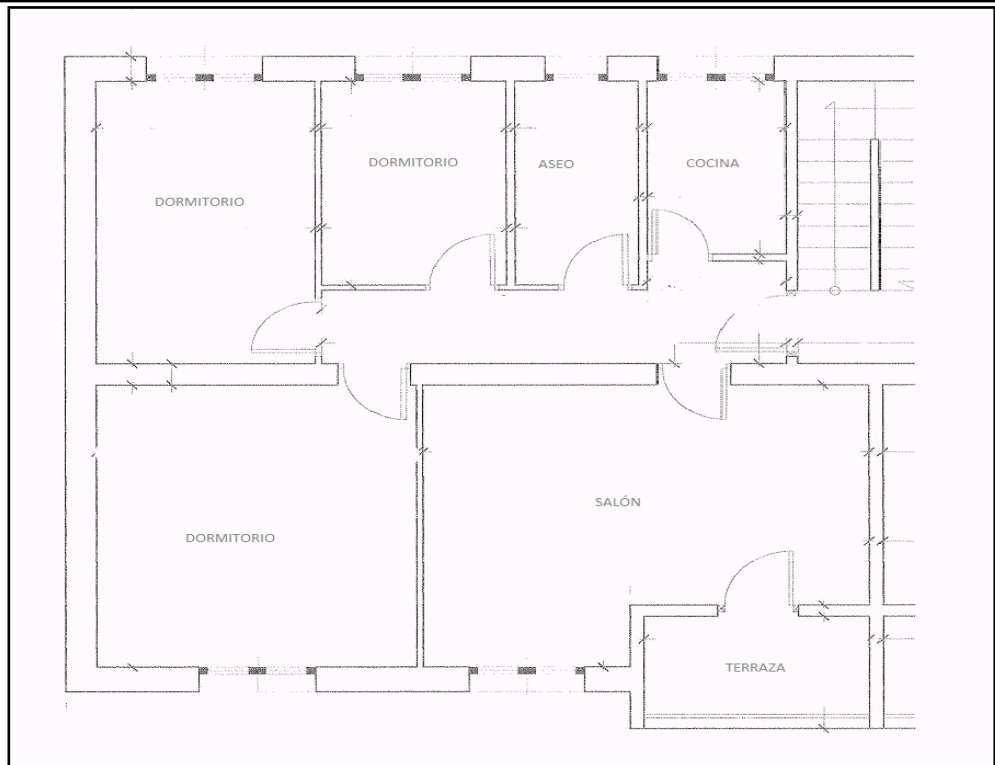 DORMITORIO
ASEO
COCINA
DORMITORIO
SALÓN
DORMITORIO
TERRAZA